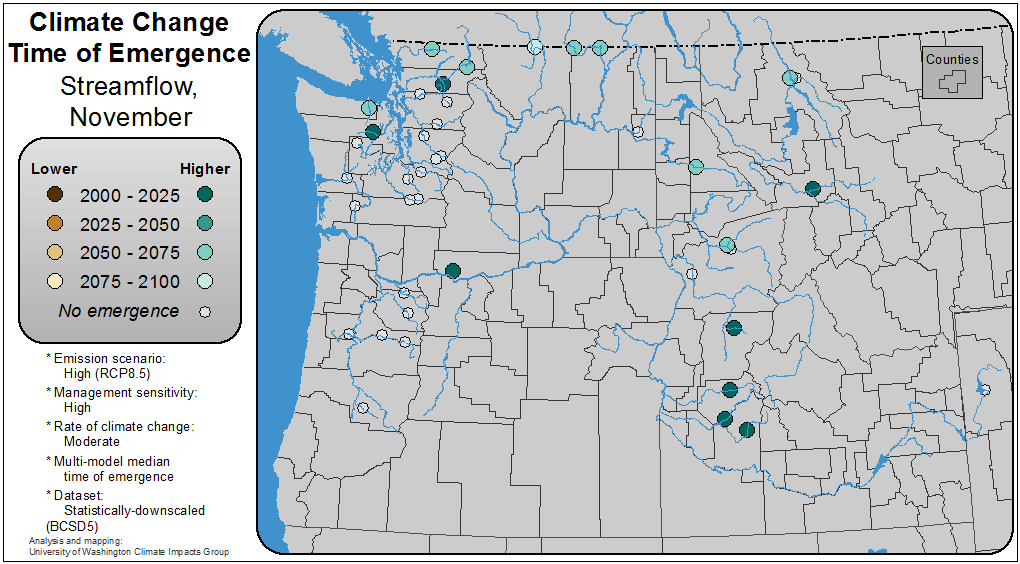 Climate Change
Time of Emergence
Streamflow,
November
Lower Higher
2000 - 2025
2025 - 2050
2050 - 2075
2075 - 2100
No emergence
* Emission scenario:
High (RCP8.5)
* Management sensitivity:
High
* Rate of climate change:
Moderate
* Multi-model median
time of emergence
* Dataset:
Statistically-downscaled
(BCSD5)
Analysis and mapping:
University of Washington Climate Impacts Group
Counties